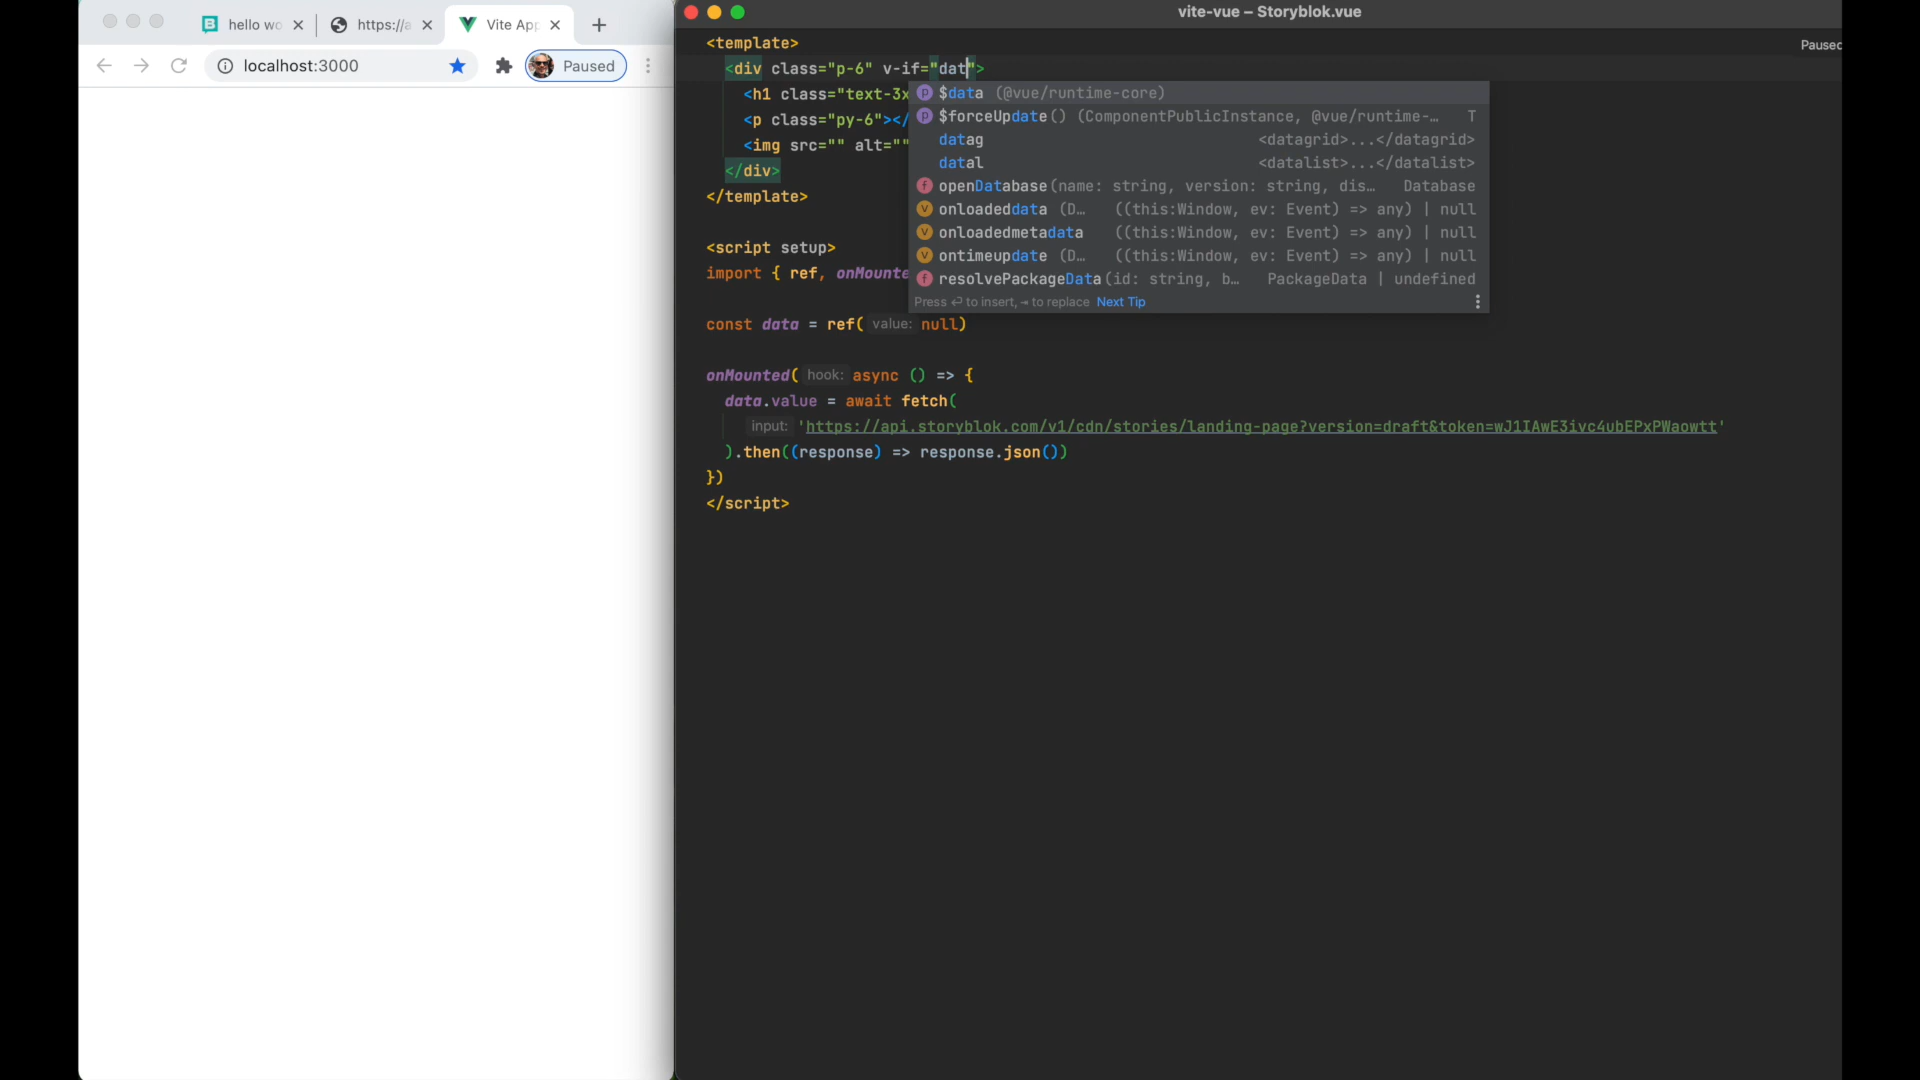 hello wo
https://a
Vite App
localhost:3000
Paused
vite-vue – Storyblok.vue
Paused
<template>
<div class="p-6" v-if="dat">
<h1 class="text-3x
<p class="py-6"></
<img src="" alt=""
</div>
</template>
$data (@vue/runtime-core)
$forceUpdate() (ComponentPublicInstance, @vue/runtime-… T
datag <datagrid>...</datagrid>
datal <datalist>...</datalist>
openDatabase(name: string, version: string, dis… Database
onloadeddata (D… ((this:Window, ev: Event) => any) | null
onloadedmetadata ((this:Window, ev: Event) => any) | null
ontimeupdate (D… ((this:Window, ev: Event) => any) | null
resolvePackageData(id: string, b… PackageData | undefined
Press ↵ to insert, ⇥ to replace Next Tip
<script setup>
import { ref, onMounte
const data = ref( value: null)
onMounted( hook: async () => {
data.value = await fetch(
input: 'https://api.storyblok.com/v1/cdn/stories/landing-page?version=draft&token=wJ1IAwE3ivc4ubEPxPWaowtt'
).then((response) => response.json())
})
</script>